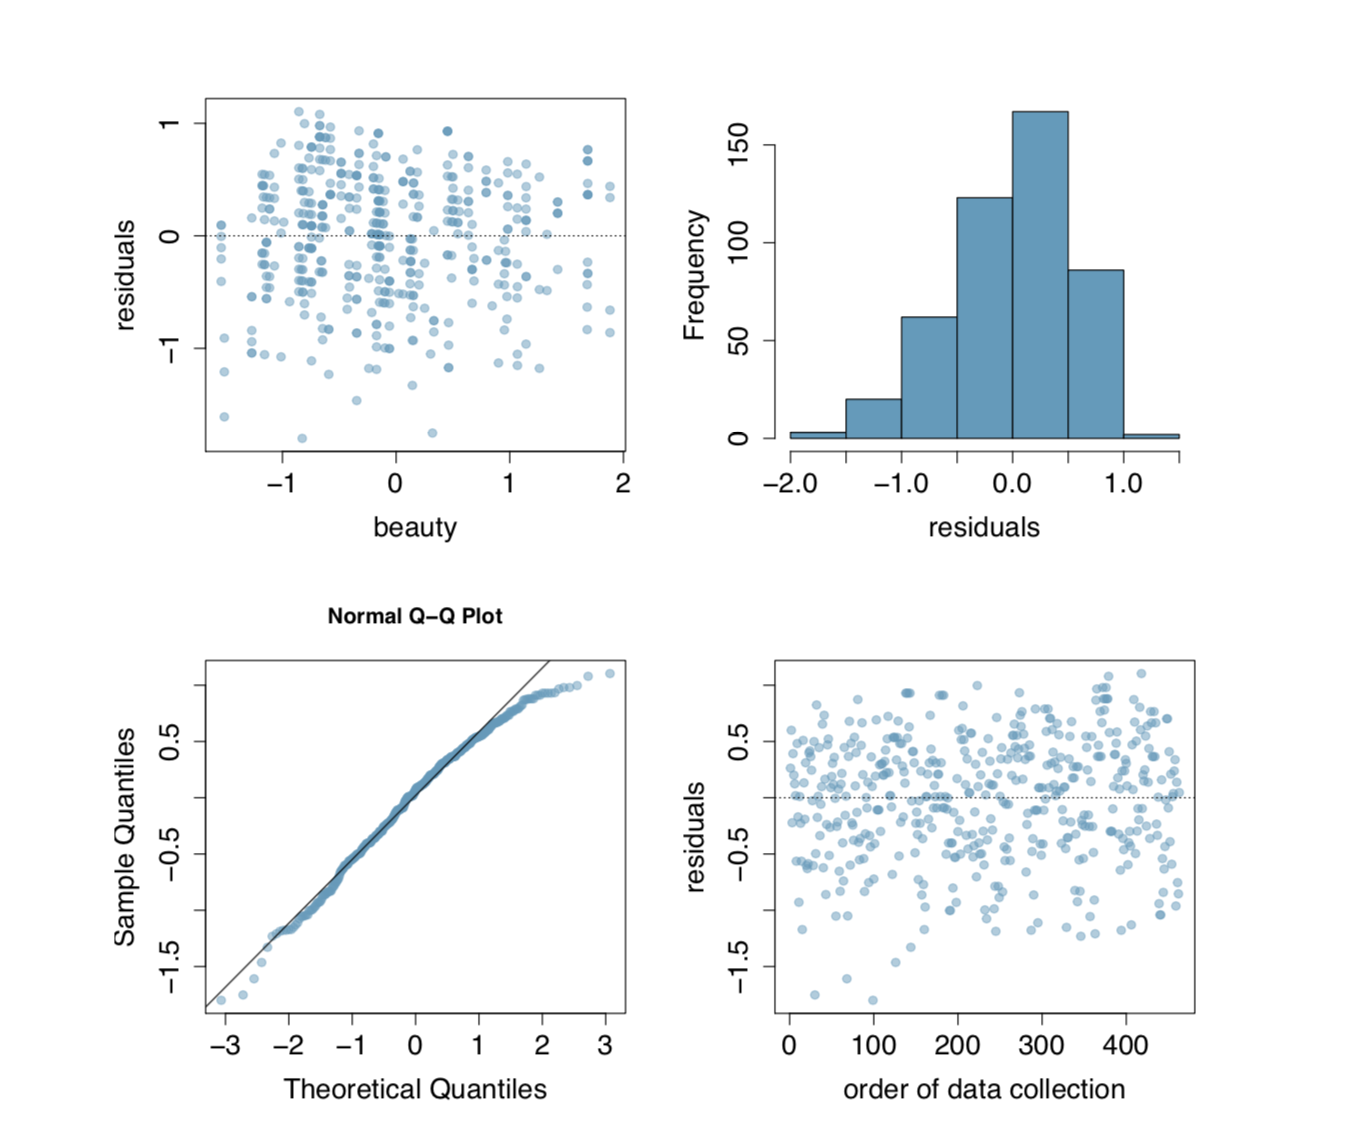 1
0
−1
residuals
−1 0 1 2
beauty
150
100
50
0
Frequency
−2.0 −1.0 0.0 1.0
residuals
Normal Q−Q Plot
0.5
−0.5
−1.5
Sample Quantiles
−3 −2 −1 0 1 2 3
Theoretical Quantiles
0.5
−0.5
−1.5
residuals
0 100 200 300 400
order of data collection